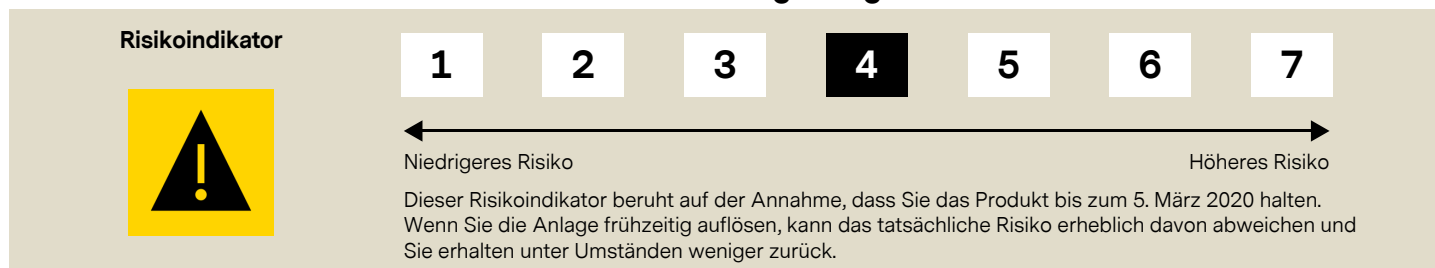 Risikoindikator
1 2 3 4 5 6 7
Niedrigeres Risiko Höheres Risiko
Dieser Risikoindikator beruht auf der Annahme, dass Sie das Produkt bis zum 5. März 2020 halten.
Wenn Sie die Anlage frühzeitig auflösen, kann das tatsächliche Risiko erheblich davon abweichen und
Sie erhalten unter Umständen weniger zurück.